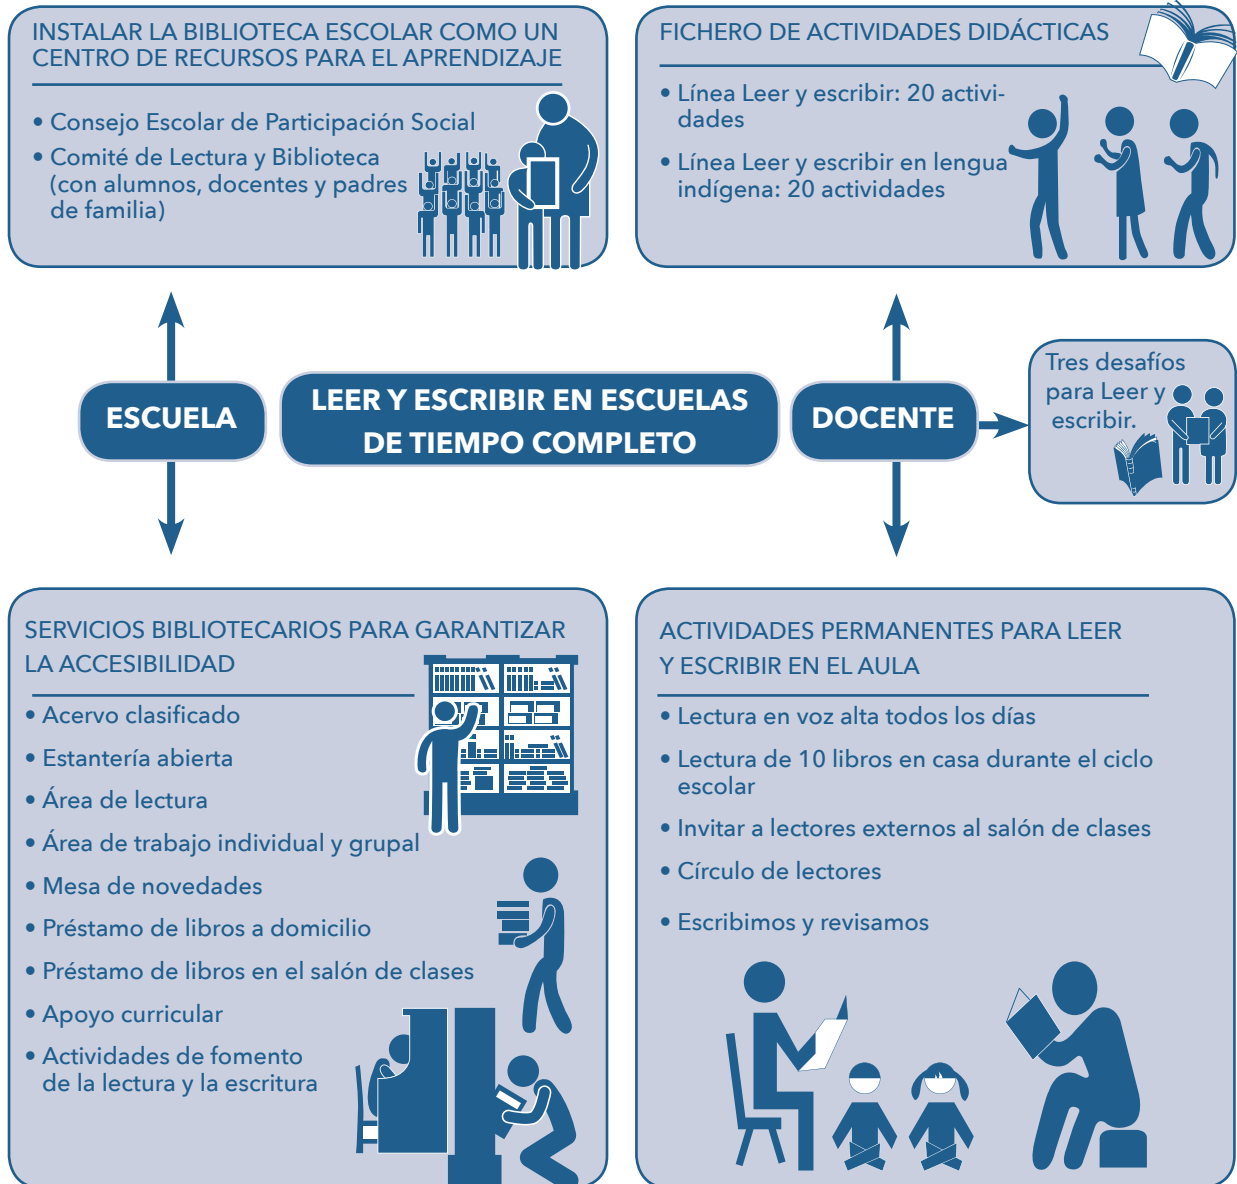 INSTALAR LA BIBLIOTECA ESCOLAR COMO UN
CENTRO DE RECURSOS PARA EL APRENDIZAJE
• Consejo Escolar de Participación Social
• Comité de Lectura y Biblioteca
(con alumnos, docentes y padres
de familia)
FICHERO DE ACTIVIDADES DIDÁCTICAS
• Línea Leer y escribir: 20 activi-
dades
• Línea Leer y escribir en lengua
indígena: 20 actividades
ESCUELA
LEER Y ESCRIBIR EN ESCUELAS
DE TIEMPO COMPLETO
DOCENTE
Tres desafíos
para Leer y
escribir.
SERVICIOS BIBLIOTECARIOS PARA GARANTIZAR
LA ACCESIBILIDAD
• Acervo clasificado
• Estantería abierta
• Área de lectura
• Área de trabajo individual y grupal
• Mesa de novedades
• Préstamo de libros a domicilio
• Préstamo de libros en el salón de clases
• Apoyo curricular
• Actividades de fomento
de la lectura y la escritura
ACTIVIDADES PERMANENTES PARA LEER
Y ESCRIBIR EN EL AULA
• Lectura en voz alta todos los días
• Lectura de 10 libros en casa durante el ciclo
escolar
• Invitar a lectores externos al salón de clases
• Círculo de lectores
• Escribimos y revisamos